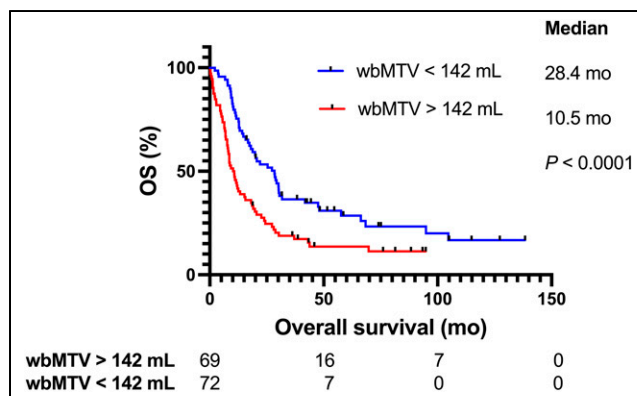 Median
wbMTV < 142 mL 28.4 mo
wbMTV > 142 mL 10.5 mo
P < 0.0001
100
50
0
OS (%)
0 50 100 150
Overall survival (mo)
wbMTV > 142 mL 69 16 7 0
wbMTV < 142 mL 72 7 0 0